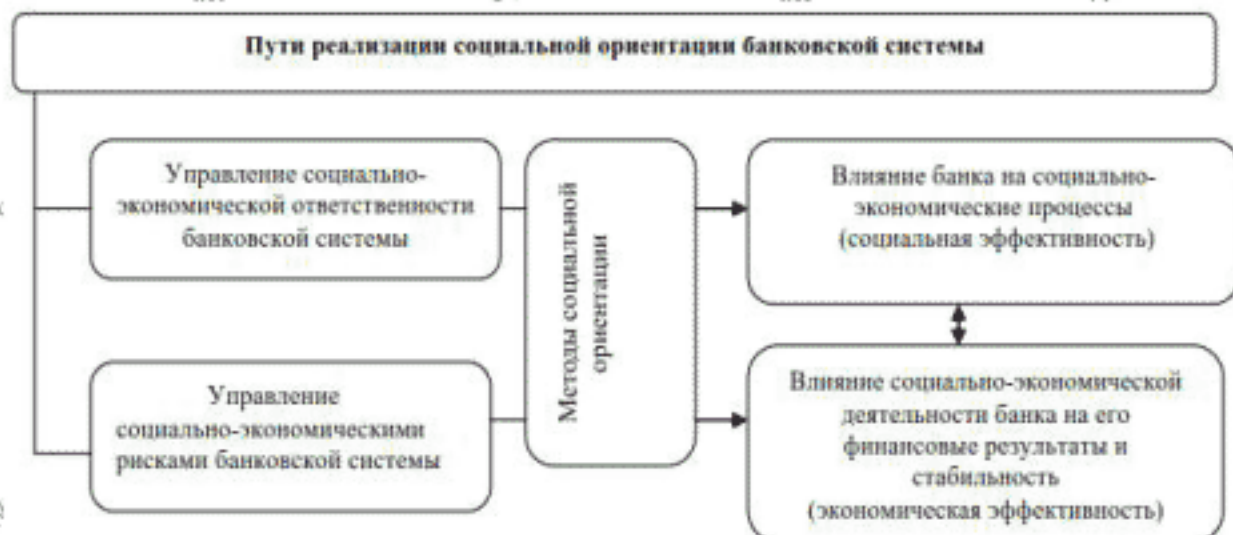 Пути реализации социальной ориентации банковской системы
Управление социально-
экономической ответственности
банковской системы
Управление
социально-экономическими
рисками банковской системы
Методы социальной
ориентации
Влияние банка на социально-
экономические процессы
(социальная эффективность)
Влияние социально-экономической
деятельности банка на его
финансовые результаты и
стабильность
(экономическая эффективность)